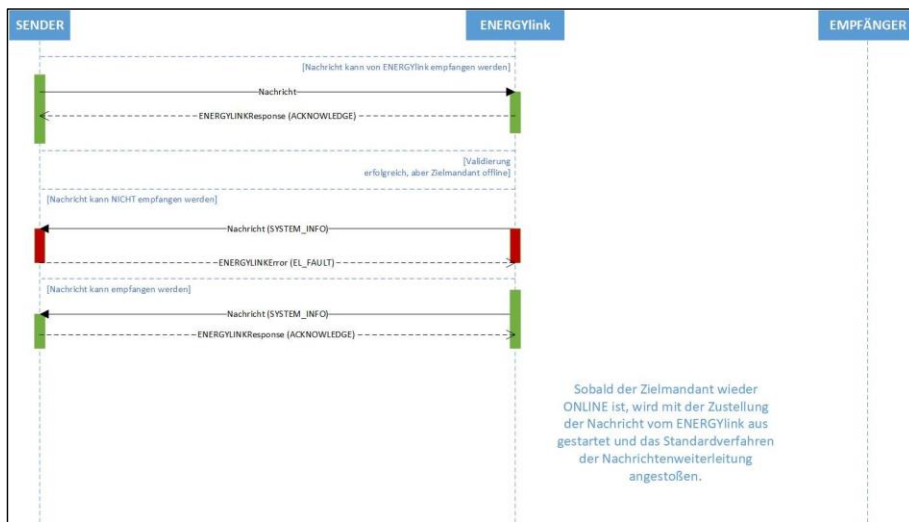 SENDER
ENERGYlink
EMPFÄNGER
[Nachricht kann von ENERGYlink empfangen werden]
Nachricht
ENERGYLINKResponse (ACKNOWLEDGE)
[Validierung
erfolgreich, aber Zielmandant offline]
[Nachricht kann NICHT empfangen werden]
Nachricht (SYSTEM_INFO)
ENERGYLINKError (EL_FAULT)
[Nachricht kann empfangen werden]
Nachricht (SYSTEM_INFO)
ENERGYLINKResponse (ACKNOWLEDGE)
Sobald der Zielmandant wieder
ONLINE ist, wird mit der Zustellung
der Nachricht vom ENERGYlink aus
gestartet und das Standardverfahren
der Nachrichtenweiterleitung
angestoßen.